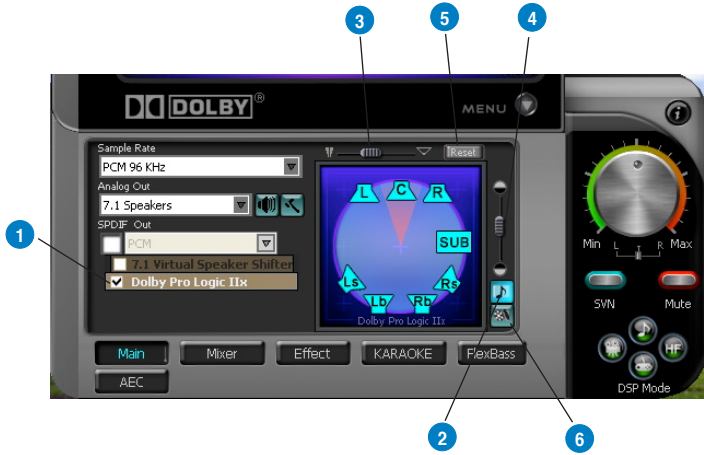 3
5
4
DOLBY®
MENU
i
Sample Rate
Reset
PCM 96 KHz
L
C
R
Analog Out
7.1 Speakers
SPDIF Out
1
PCM
SUB
Min
L
T
R
Max
7.1 Virtual Speaker Shifter
Dolby Pro Logic IIx
Ls
Rs
Lb
Rb
Dolby Pro Logic IIx
SVN
Mute
Main
Mixer
Effect
KARAOKE
FlexBass
HF
AEC
DSP Mode
2
6